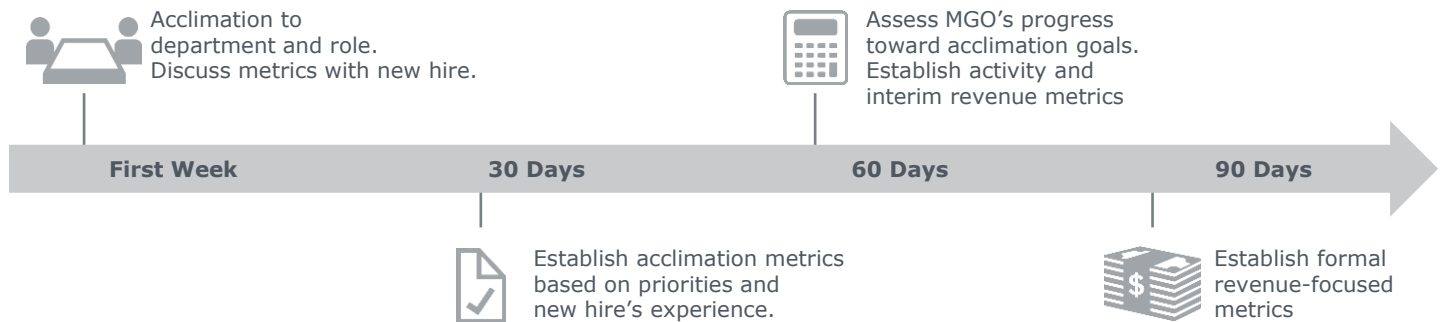 Acclimation to
department and role.
Discuss metrics with new hire.
Assess MGO’s progress
toward acclimation goals.
Establish activity and
interim revenue metrics
First Week
30 Days
60 Days
90 Days
Establish acclimation metrics
based on priorities and
new hire’s experience.
$
Establish formal
revenue-focused
metrics